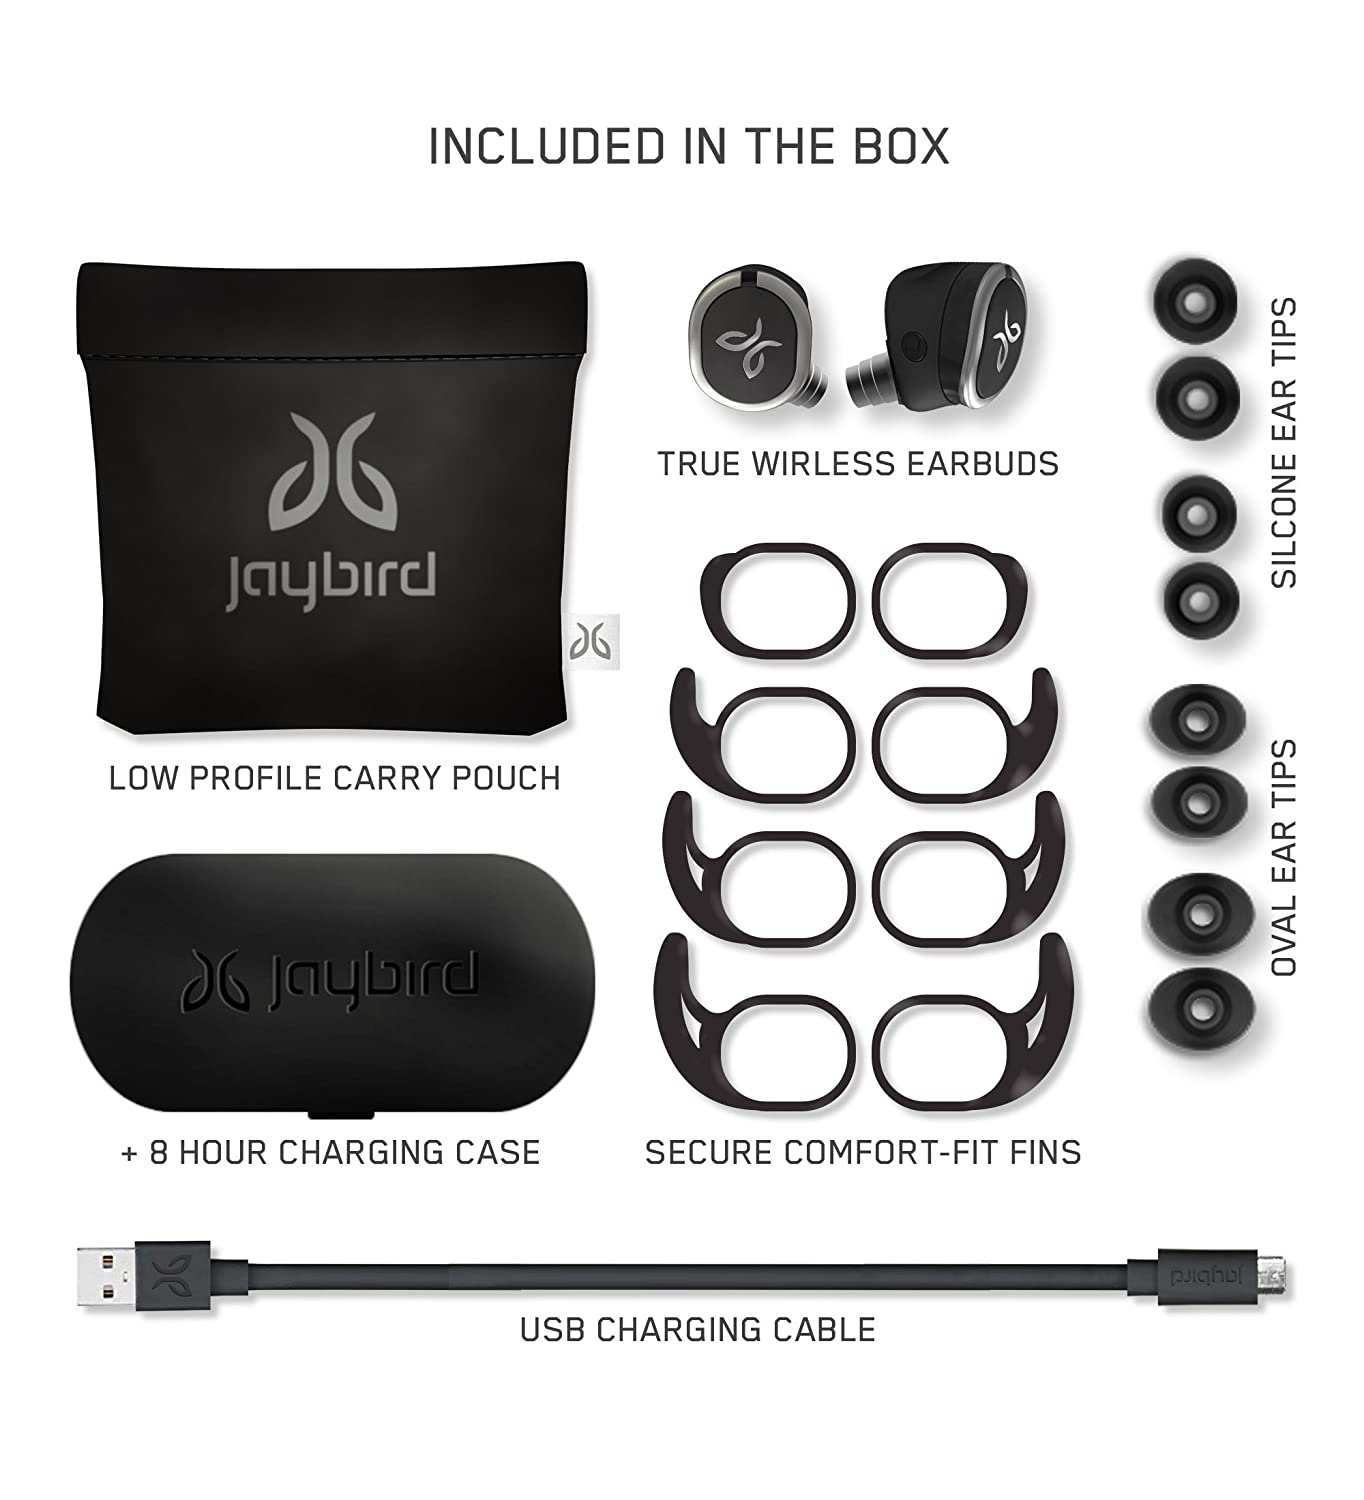 INCLUDED IN THE BOX
jaybird
LOW PROFILE CARRY POUCH
TRUE WIRLESS EARBUDS
SILCONE EAR TIPS
OVAL EAR TIPS
jaybird
+ 8 HOUR CHARGING CASE
SECURE COMFORT-FIT FINS
jaybird
USB CHARGING CABLE